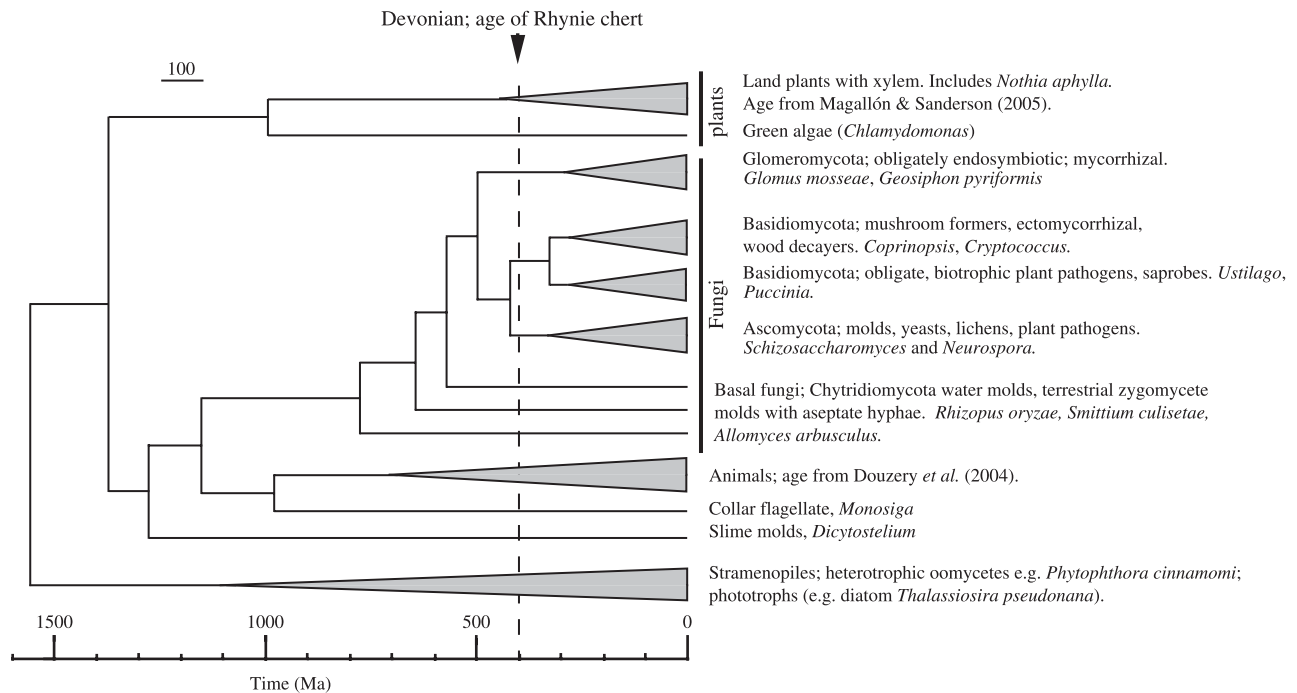 Devonian; age of Rhynie chert
100
Land plants with xylem. Includes Nothia aphylla.
Age from Magallón & Sanderson (2005).
Green algae (Chlamydomonas)
plants
Glomeromycota; obligately endosymbiotic; mycorrhizal.
Glomus mosseae, Geosiphon pyriformis
Basidiomycota; mushroom formers, ectomycorrhizal,
wood decayers. Coprinopsis, Cryptococcus.
Basidiomycota; obligate, biotrophic plant pathogens, saprobes. Ustilago,
Puccinia.
Fungi
Ascomycota; molds, yeasts, lichens, plant pathogens.
Schizosaccharomyces and Neurospora.
Basal fungi; Chytridiomycota water molds, terrestrial zygomycete
molds with aseptate hyphae. Rhizopus oryzae, Smittium culisetae,
Allomyces arbusculus.
Animals; age from Douzery et al. (2004).
Collar flagellate, Monosiga
Slime molds, Dicytostelium
Stramenopiles; heterotrophic oomycetes e.g. Phytophthora cinnamomi;
phototrophs (e.g. diatom Thalassiosira pseudonana).
1500 1000 500 0
Time (Ma)